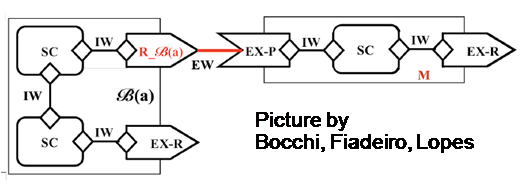 SC IW R_ℬ(a) EW EX-P IW SC IW EX-R
IW ℬ(a) M
SC IW EX-R
Picture by
Bocchi, Fiadeiro, Lopes